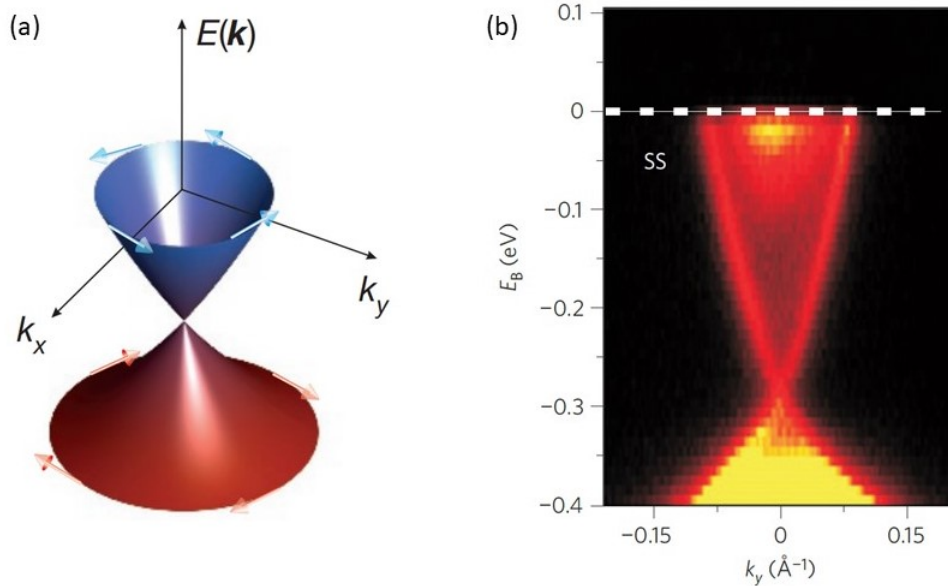 (a)
E(k)
k_x
k_y
(b)
0.1
0
−0.1
−0.2
−0.3
−0.4
E_B (eV)
SS
−0.15 0 0.15
k_y (Å⁻¹)